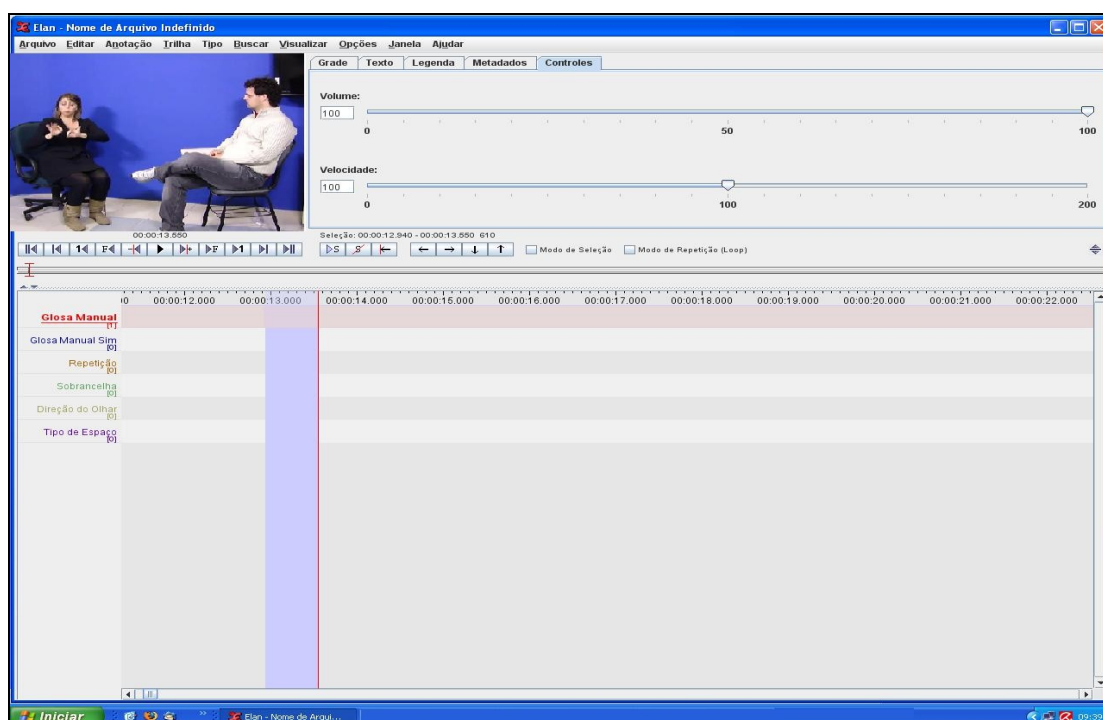 Elan - Nome de Arquivo Indefinido
Arquivo Editar Anotação Trilha Tipo Buscar Visualizar Opções Janela Ajudar
Grade Texto Legenda Metadados Controles
Volume:
100
0 50 100
Velocidade:
100
0 100 200
00:00:13.550
Seleção: 00:00:12.940 - 00:00:13.550 610
1 F F 1
S S Modo de Seleção Modo de Repetição (Loop)
00:00:12.000 00:00:13.000 00:00:14.000 00:00:15.000 00:00:16.000 00:00:17.000 00:00:18.000 00:00:19.000 00:00:20.000 00:00:21.000 00:00:22.000
Glosa Manual
[1]
Glosa Manual Sim
[0]
Repetição
[0]
Sobrancelha
[0]
Direção do Olhar
[0]
Tipo de Espaço
[0]
Iniciar Elan - Nome de Arqui... 09:39